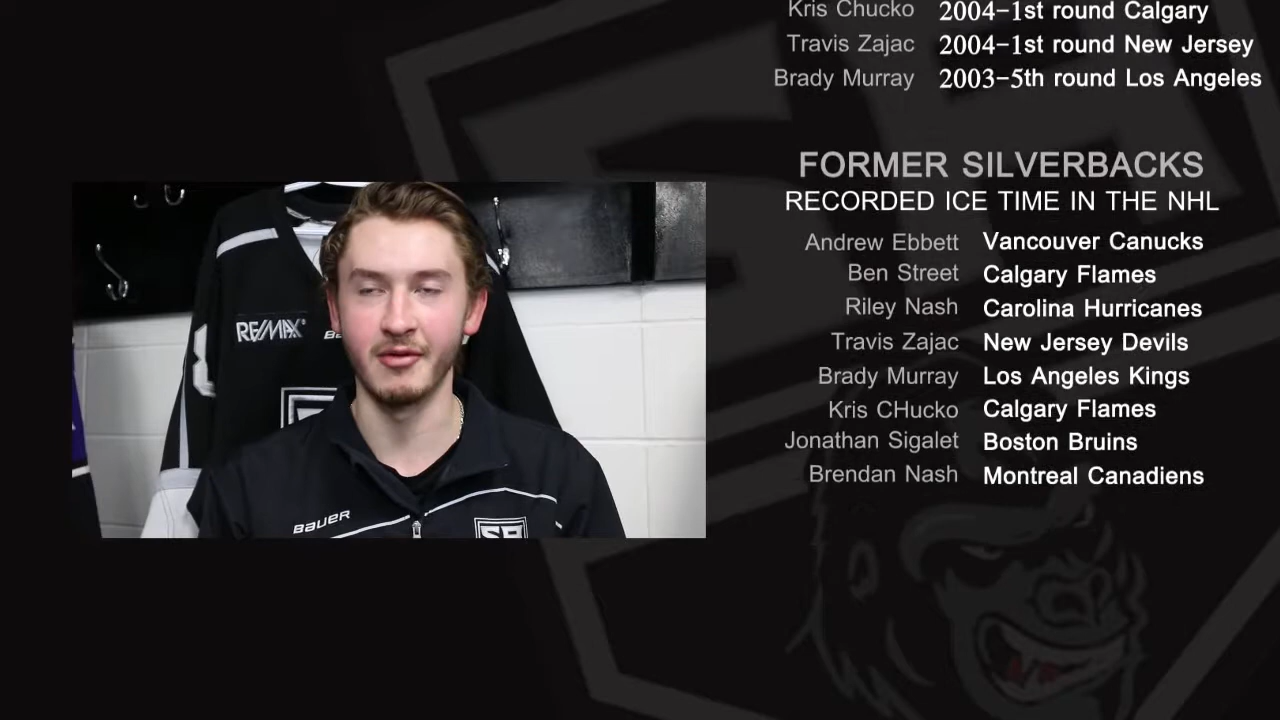 Kris Chucko 2004-1st round Calgary
Travis Zajac 2004-1st round New Jersey
Brady Murray 2003-5th round Los Angeles
FORMER SILVERBACKS
RECORDED ICE TIME IN THE NHL
Andrew Ebbett Vancouver Canucks
Ben Street Calgary Flames
Riley Nash Carolina Hurricanes
Travis Zajac New Jersey Devils
Brady Murray Los Angeles Kings
Kris CHucko Calgary Flames
Jonathan Sigalet Boston Bruins
Brendan Nash Montreal Canadiens
RE/MAX
BAUER